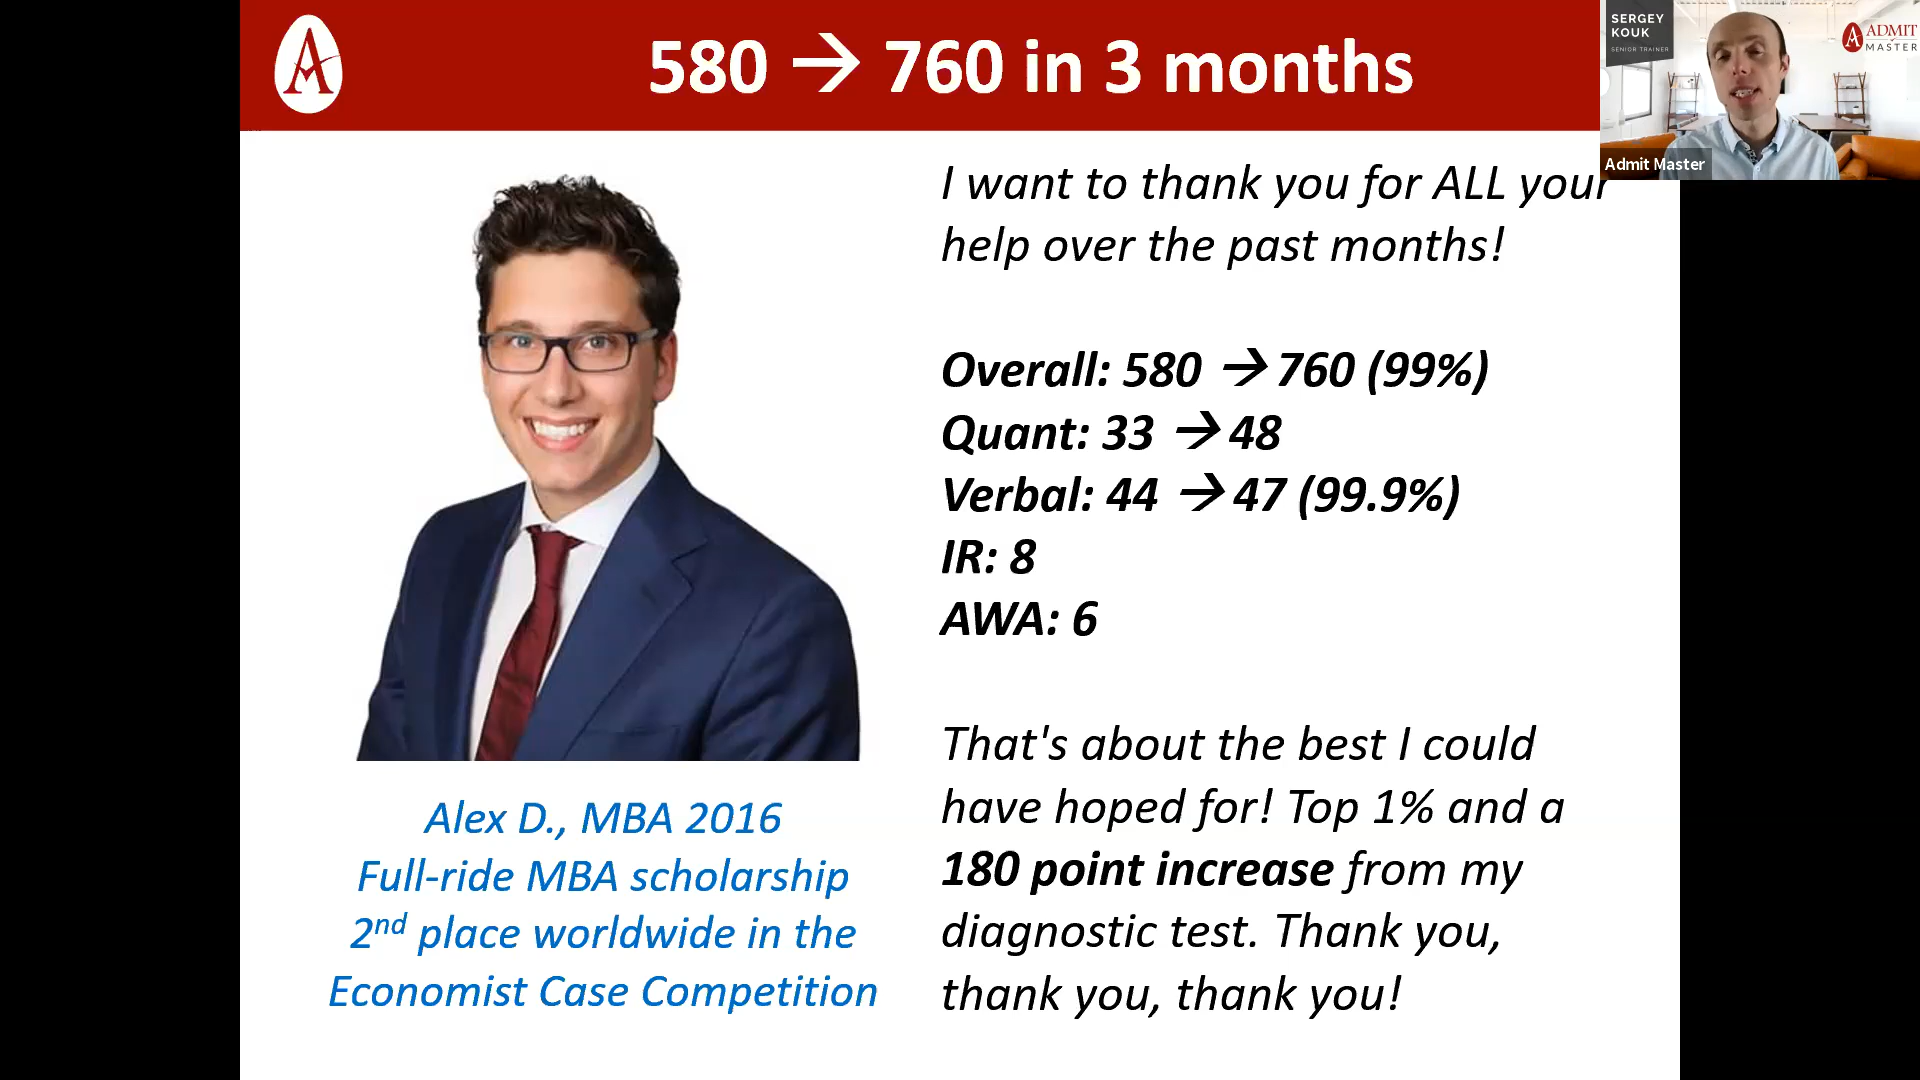 580 → 760 in 3 months
SERGEY
KOUK
SENIOR TRAINER
ADMIT
MASTER
Admit Master
I want to thank you for ALL your
help over the past months!
Overall: 580 → 760 (99%)
Quant: 33 → 48
Verbal: 44 → 47 (99.9%)
IR: 8
AWA: 6
That's about the best I could
have hoped for! Top 1% and a
180 point increase from my
diagnostic test. Thank you,
thank you, thank you!
Alex D., MBA 2016
Full-ride MBA scholarship
2nd place worldwide in the
Economist Case Competition